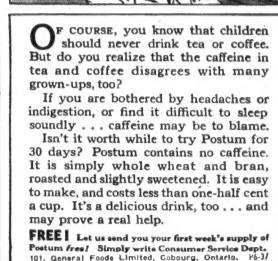 OF COURSE, you know that children
should never drink tea or coffee.
But do you realize that the caffeine in
tea and coffee disagrees with many
grown-ups, too?
If you are bothered by headaches or
indigestion, or find it difficult to sleep
soundly . . . caffeine may be to blame.
Isn't it worth while to try Postum for
30 days? Postum contains no caffeine.
It is simply whole wheat and bran,
roasted and slightly sweetened. It is easy
to make, and costs less than one-half cent
a cup. It's a delicious drink, too . . . and
may prove a real help.
FREE! Let us send you your first week's supply of
Postum free! Simply write Consumer Service Dept.
101, General Foods Limited, Cobourg, Ontario. P6-37